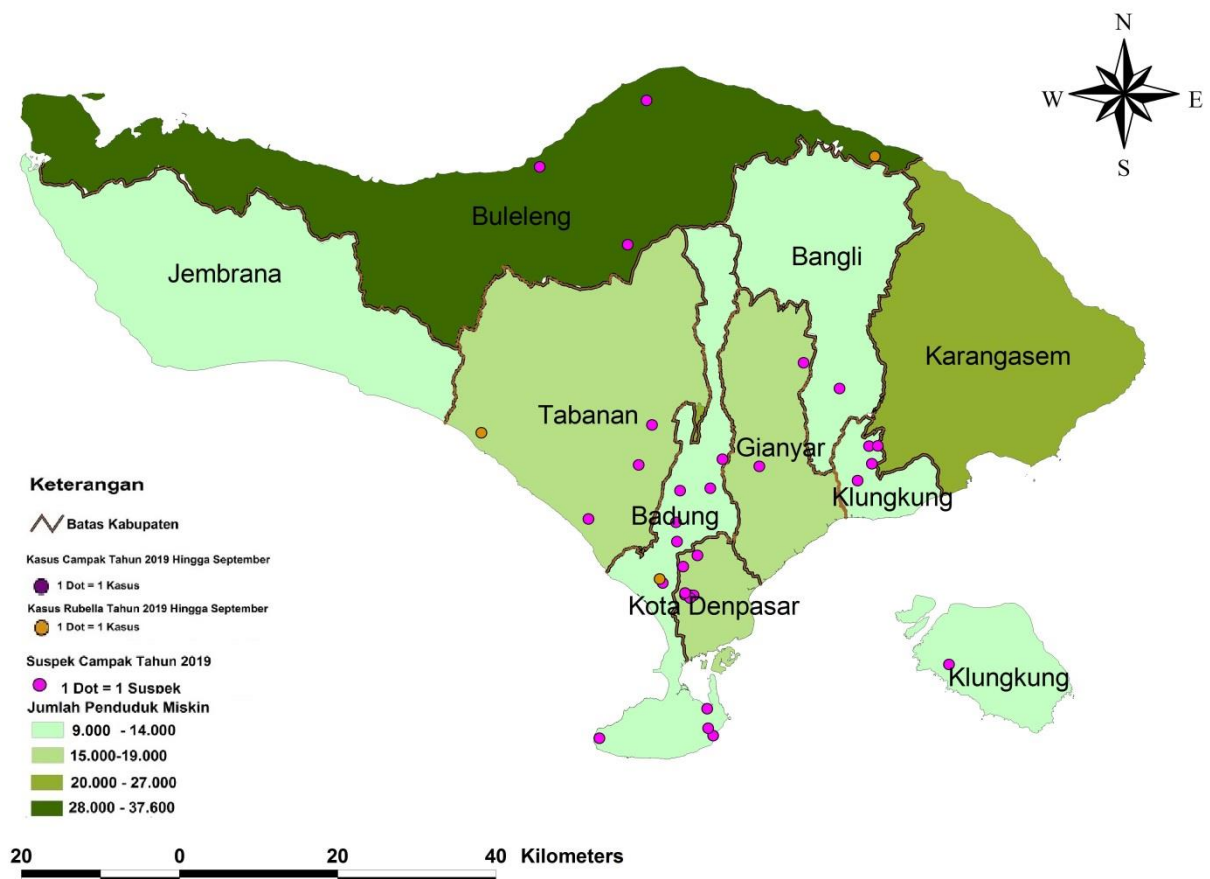 N
W E
S
Buleleng
Jembrana
Bangli
Karangasem
Tabanan
Gianyar
Klungkung
Badung
Kota Denpasar
Klungkung
Keterangan
Batas Kabupaten
Kasus Campak Tahun 2019 Hingga September
1 Dot = 1 Kasus
Kasus Rubella Tahun 2019 Hingga September
1 Dot = 1 Kasus
Suspek Campak Tahun 2019
1 Dot = 1 Suspek
Jumlah Penduduk Miskin
9.000 - 14.000
15.000-19.000
20.000 - 27.000
28.000 - 37.600
20 0 20 40 Kilometers